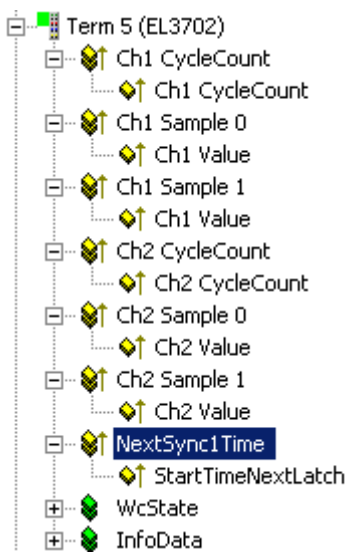 Term 5 (EL3702)
Ch1 CycleCount
Ch1 CycleCount
Ch1 Sample 0
Ch1 Value
Ch1 Sample 1
Ch1 Value
Ch2 CycleCount
Ch2 CycleCount
Ch2 Sample 0
Ch2 Value
Ch2 Sample 1
Ch2 Value
NextSync1Time
StartTimeNextLatch
WcState
InfoData